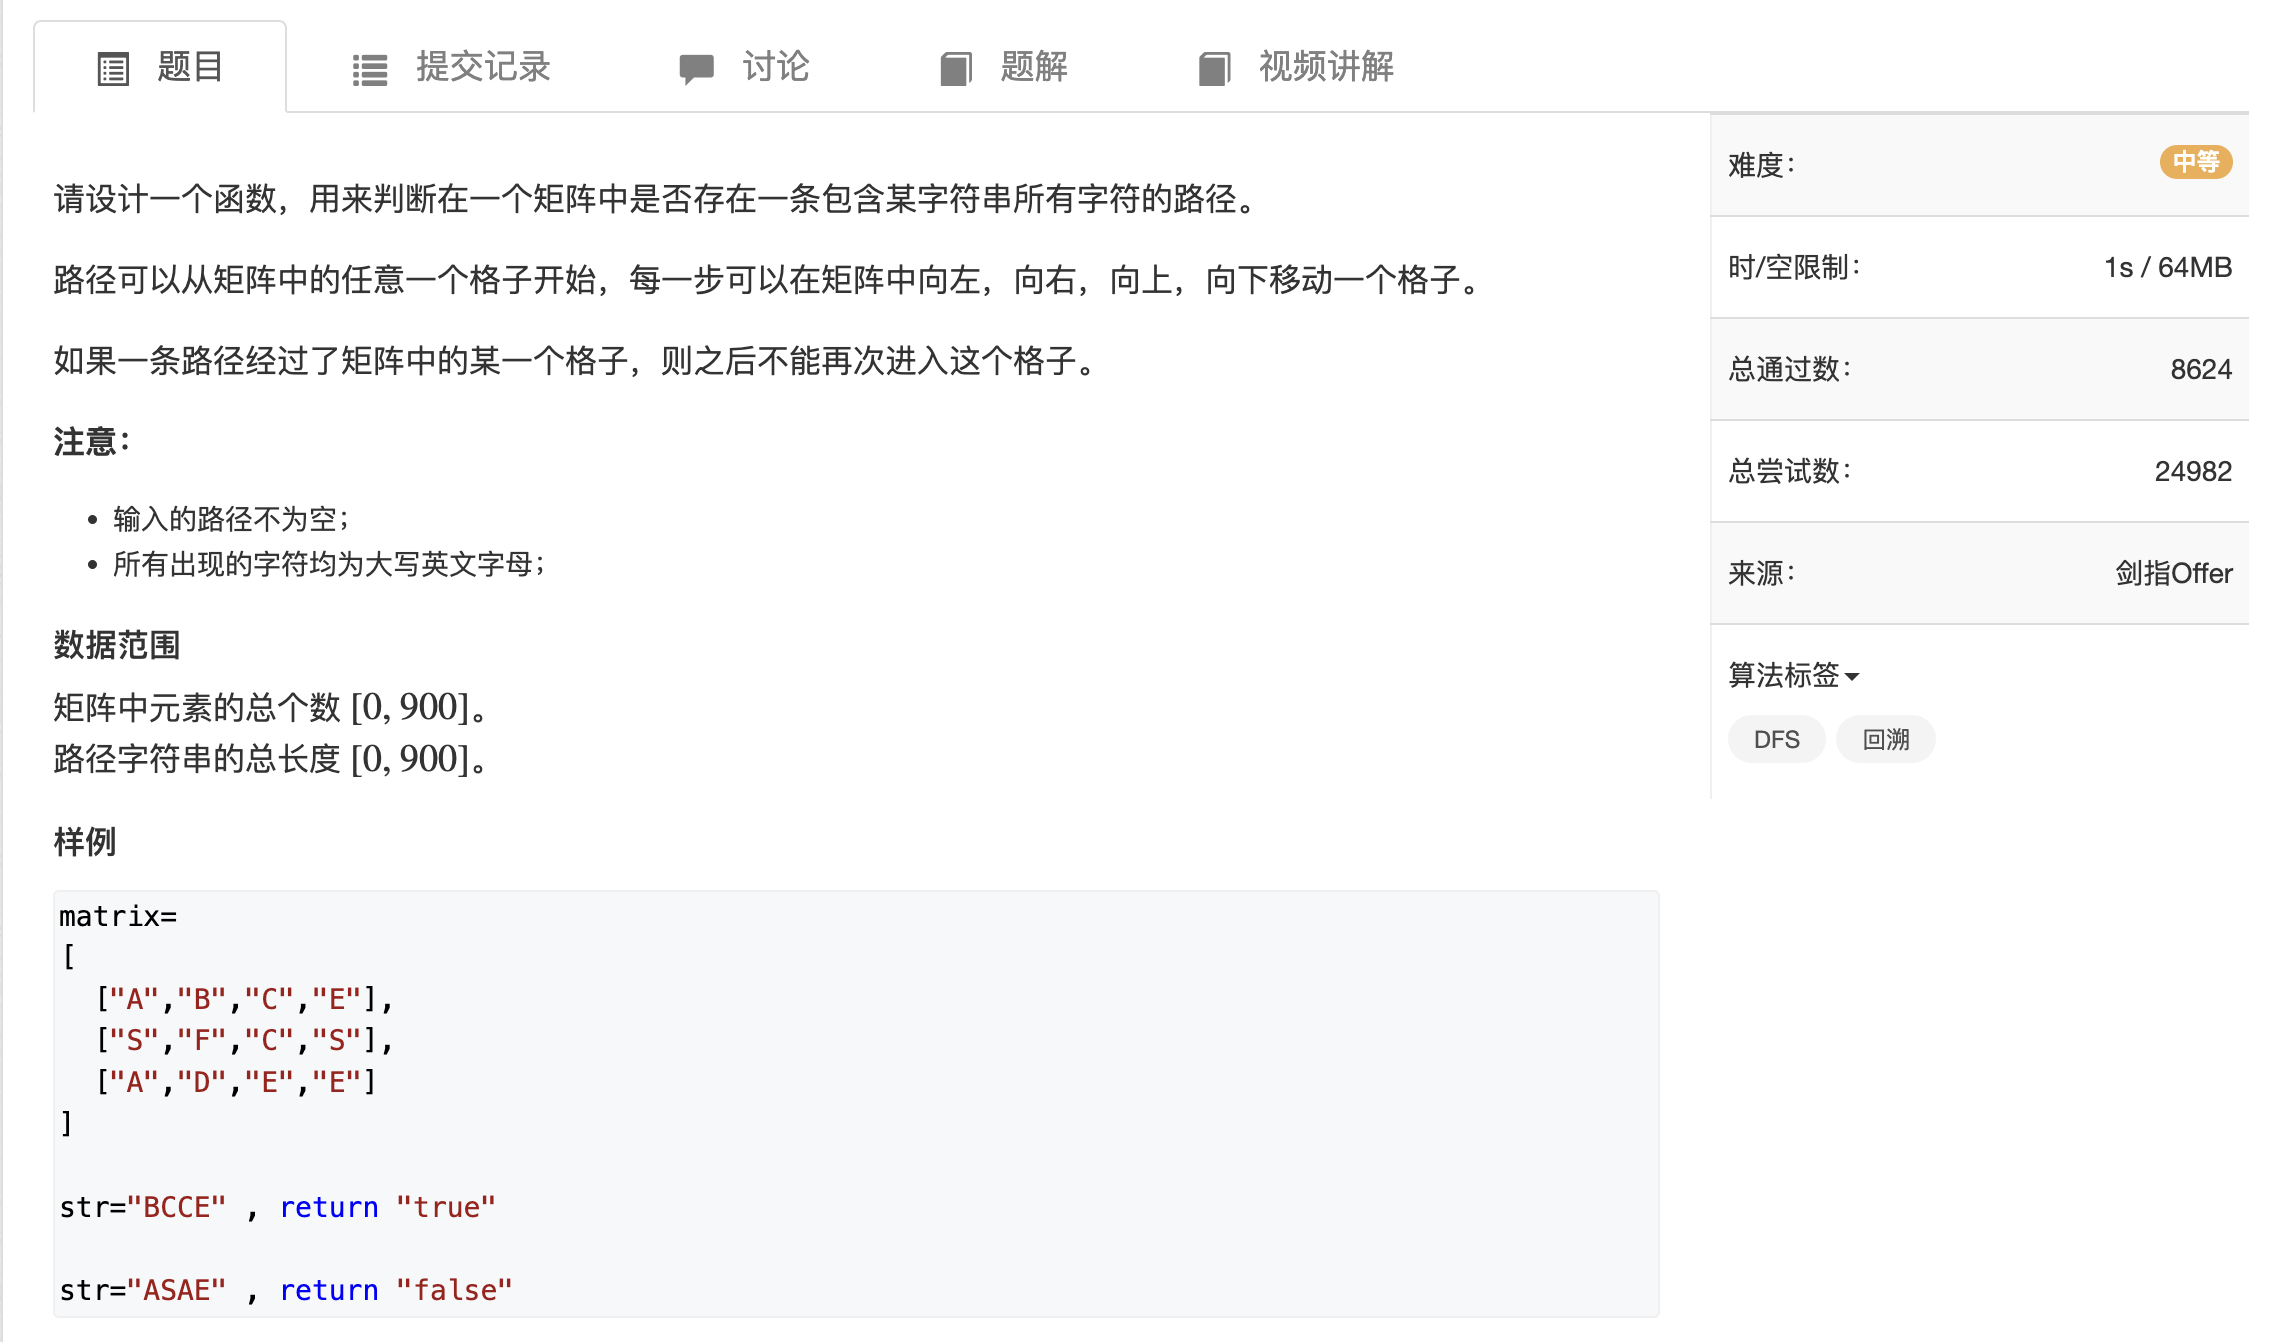 题目 提交记录 讨论 题解 视频讲解
请设计一个函数，用来判断在一个矩阵中是否存在一条包含某字符串所有字符的路径。
路径可以从矩阵中的任意一个格子开始，每一步可以在矩阵中向左，向右，向上，向下移动一个格子。
如果一条路径经过了矩阵中的某一个格子，则之后不能再次进入这个格子。
注意：
• 输入的路径不为空；
• 所有出现的字符均为大写英文字母；
数据范围
矩阵中元素的总个数 [0, 900]。
路径字符串的总长度 [0, 900]。
样例
matrix=
[
  ["A","B","C","E"],
  ["S","F","C","S"],
  ["A","D","E","E"]
]
str="BCCE" , return "true"
str="ASAE" , return "false"
难度： 中等
时/空限制： 1s / 64MB
总通过数： 8624
总尝试数： 24982
来源： 剑指Offer
算法标签
DFS 回溯